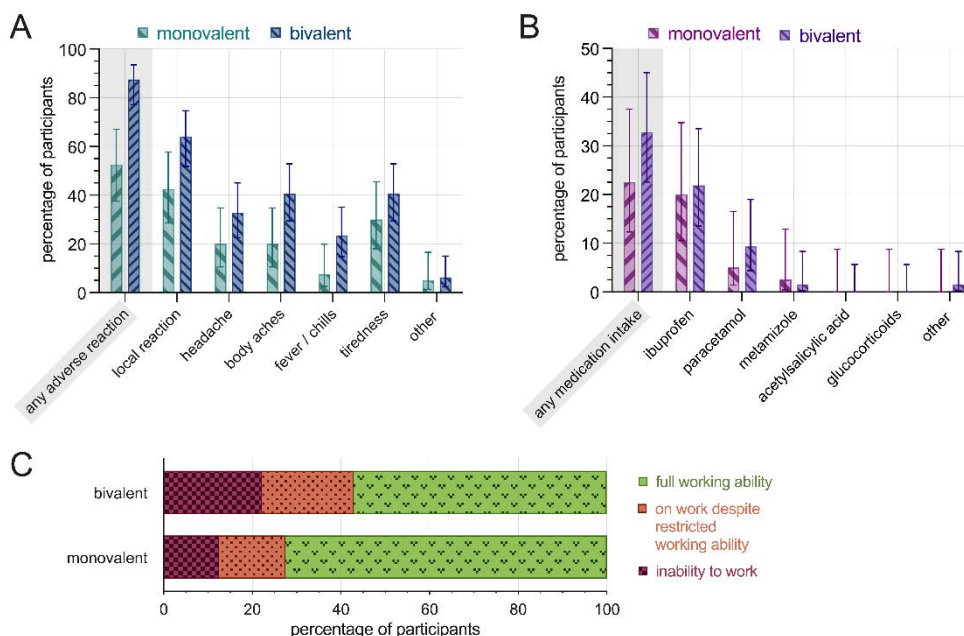 A
monovalent bivalent
percentage of participants
100
80
60
40
20
0
any adverse reaction
local reaction
headache
body aches
fever / chills
tiredness
other
B
monovalent bivalent
percentage of participants
50
40
30
20
10
0
any medication intake
ibuprofen
paracetamol
metamizole
acetylsalicylic acid
glucocorticoids
other
C
bivalent
monovalent
0 20 40 60 80 100
percentage of participants
full working ability
on work despite
restricted
working ability
inability to work